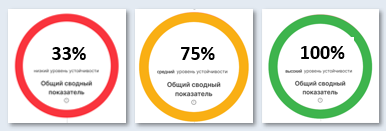 33%
низкий уровень устойчивости
Общий сводный
показатель
75%
средний уровень устойчивости
Общий сводный
показатель
100%
высокий уровень устойчивости
Общий сводный
показатель